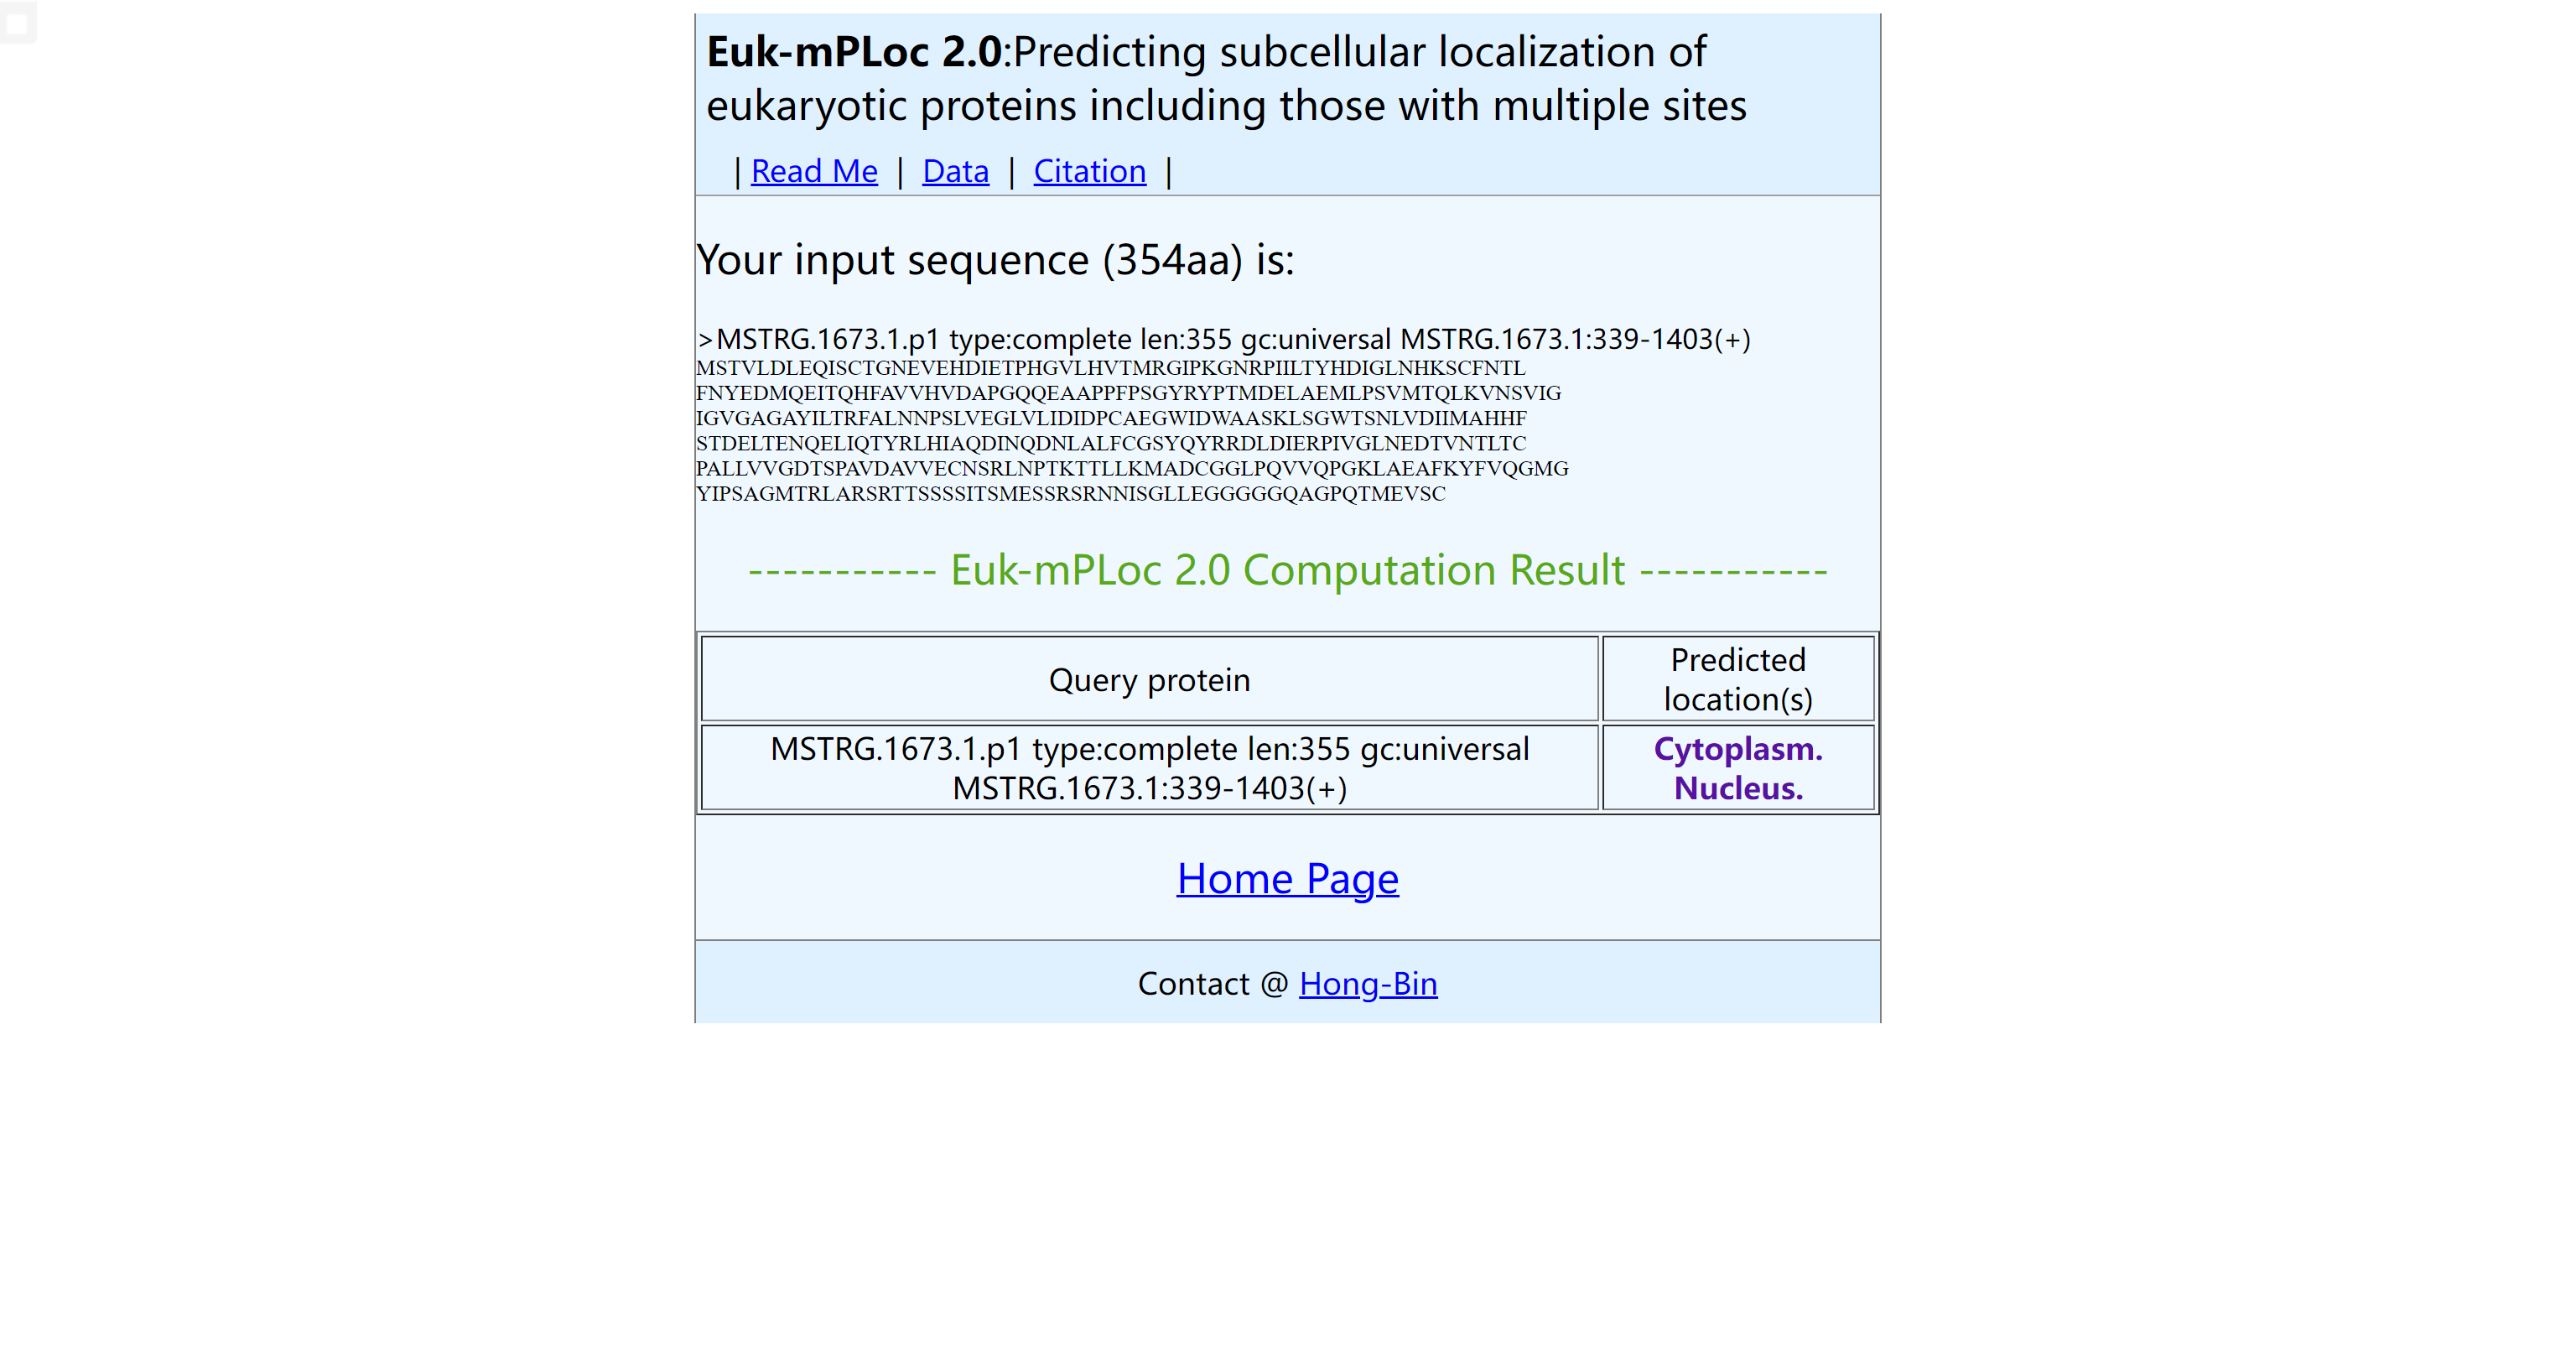 Euk-mPLoc 2.0:Predicting subcellular localization of
eukaryotic proteins including those with multiple sites
| Read Me | Data | Citation |
Your input sequence (354aa) is:
>MSTRG.1673.1.p1 type:complete len:355 gc:universal MSTRG.1673.1:339-1403(+)
MSTVLDLEQISCTGNEVEHDIETPHGVLHVTMRGIPKGNRPIILTYHDIGLNHKSCFNTL
FNYEDMQEITQHFAVVHVDAPGQQEAAPPFPSGYRYPTMDELAEMLPSVMTQLKVNSVIG
IGVGAGAYILTRFALNNPSLVEGLVLIDIDPCAEGWIDWAASKLSGWTSNLVDIIMAHHF
STDELTENQELIQTYRLHIAQDINQDNLALFCGSYQYRRDLDIERPIVGLNEDTVNTLTC
PALLVVGDTSPAVDAVVECNSRLNPTKTTLLKMADCGGLPQVVQPGKLAEAFKYFVQGMG
YIPSAGMTRLARSRTTSSSSITSMESSRSRNNISGLLEGGGGGQAGPQTMEVSC
----------- Euk-mPLoc 2.0 Computation Result -----------
Query protein
Predicted
location(s)
MSTRG.1673.1.p1 type:complete len:355 gc:universal
MSTRG.1673.1:339-1403(+)
Cytoplasm.
Nucleus.
Home Page
Contact @ Hong-Bin